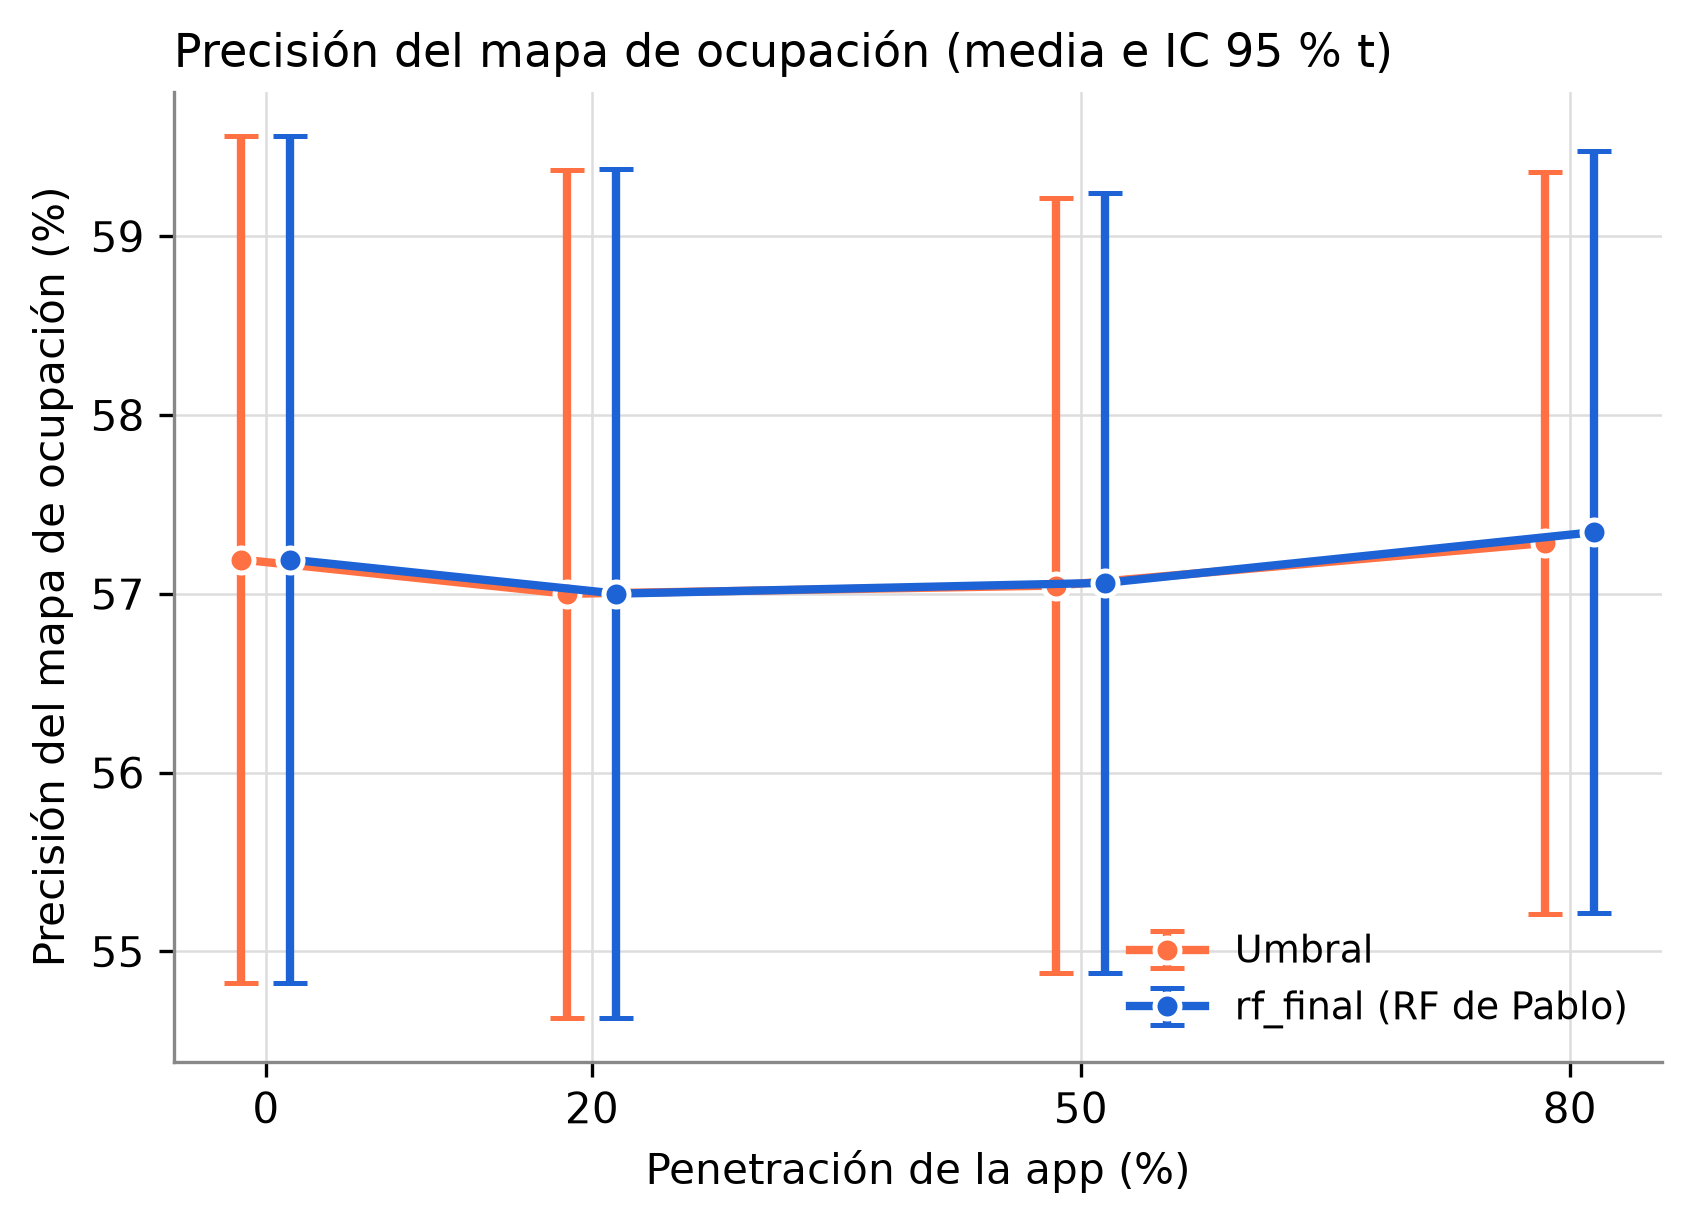 Precisión del mapa de ocupación (media e IC 95 % t)
Precisión del mapa de ocupación (%)
59
58
57
56
55
Umbral
rf_final (RF de Pablo)
0 20 50 80
Penetración de la app (%)